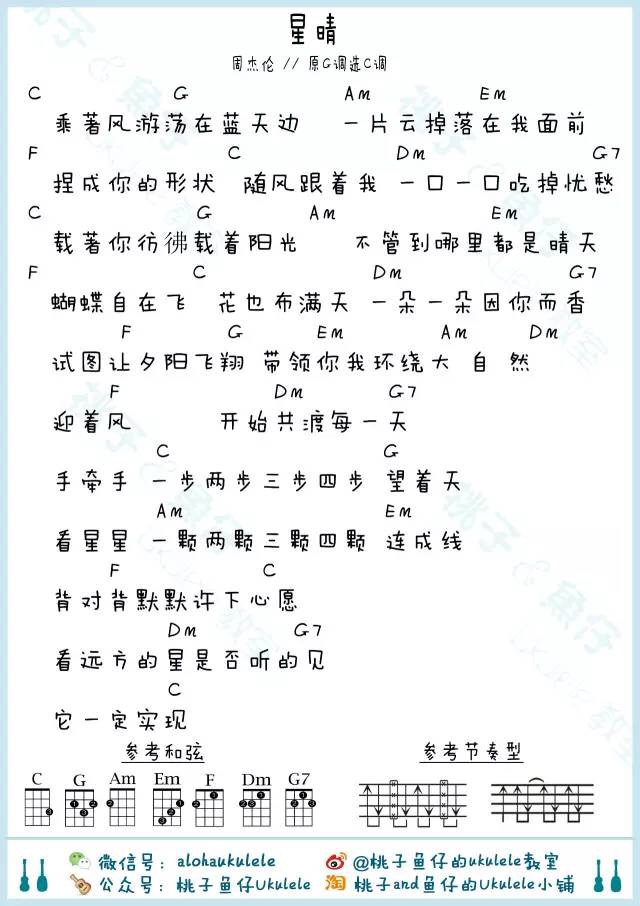 星晴
周杰伦 // 原G调选C调
C G Am Em
乘著风游荡在蓝天边 一片云掉落在我面前
F C Dm G7
捏成你的形状 随风跟着我 一口一口吃掉忧愁
C G Am Em
载著你彷彿载着阳光 不管到哪里都是晴天
F C Dm G7
蝴蝶自在飞 花也布满天 一朵一朵因你而香
F G Em Am Dm
试图让夕阳飞翔 带领你我环绕大 自 然
F Dm G7
迎着风 开始共渡每一天
C G
手牵手 一步两步三步四步 望着天
Am Em
看星星 一颗两颗三颗四颗 连成线
F C
背对背默默许下心愿
Dm G7
看远方的星是否听的见
C
它一定实现
参考和弦 参考节奏型
C G Am Em F Dm G7
微信号：alohaukulele @桃子鱼仔的ukulele教室
公众号：桃子鱼仔Ukulele 淘 桃子and鱼仔的Ukulele小铺